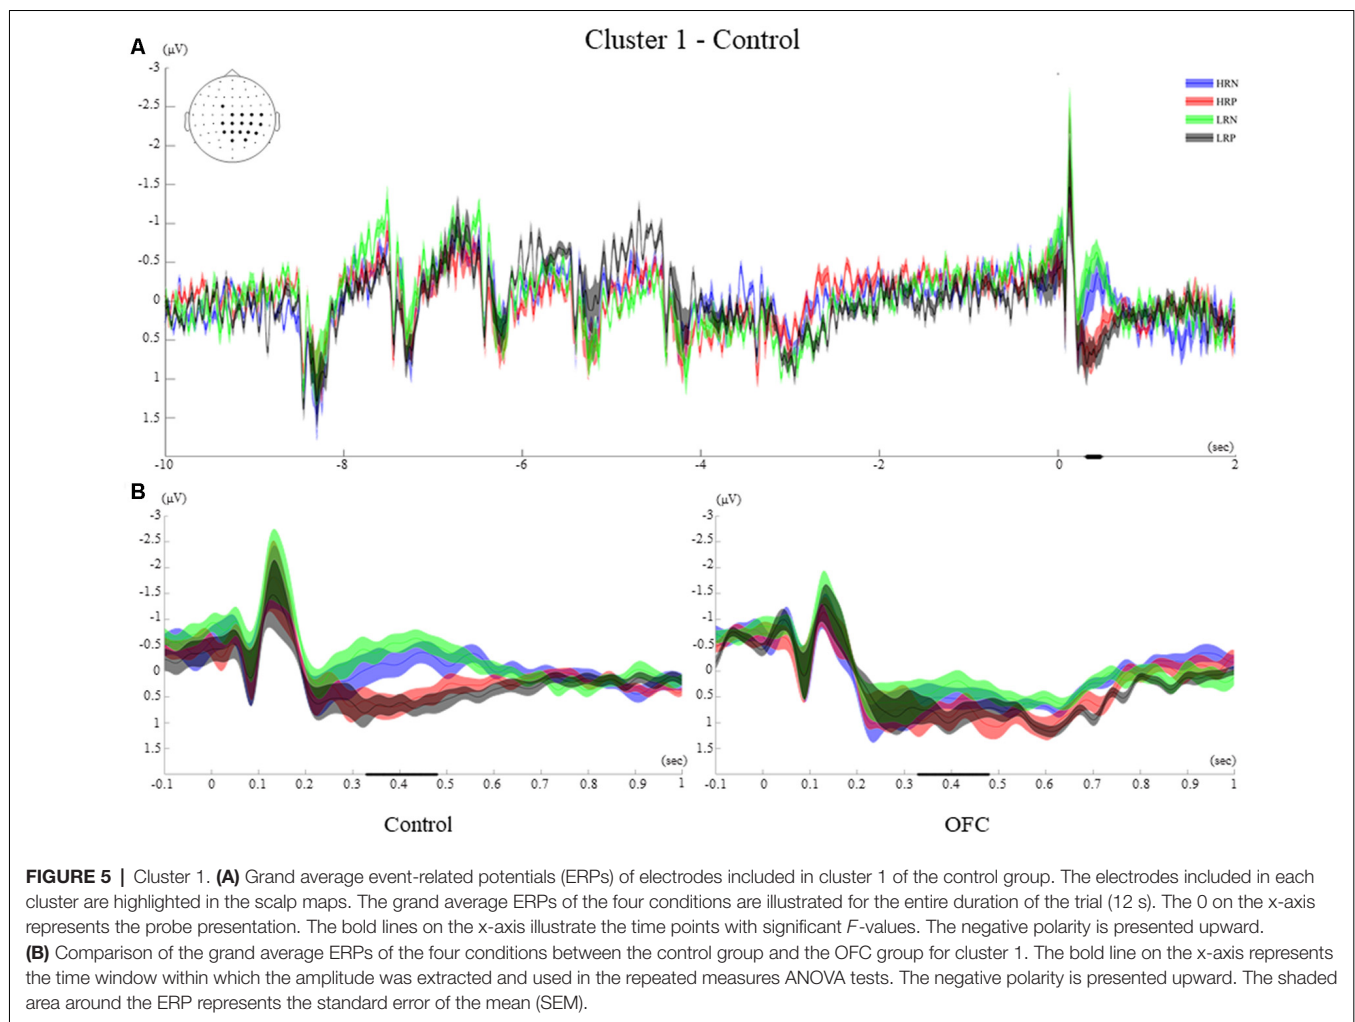 Cluster 1 - Control
A (µV)
-3
-2.5
-2
-1.5
-1
-0.5
0
0.5
1
1.5
HRN
HRP
LRN
LRP
(sec)
-10 -8 -6 -4 -2 0 2
B (µV)
-3
-2.5
-2
-1.5
-1
-0.5
0
0.5
1
1.5
(sec)
-0.1 0 0.1 0.2 0.3 0.4 0.5 0.6 0.7 0.8 0.9 1
Control
(µV)
-3
-2.5
-2
-1.5
-1
-0.5
0
0.5
1
1.5
(sec)
-0.1 0 0.1 0.2 0.3 0.4 0.5 0.6 0.7 0.8 0.9 1
OFC
FIGURE 5 | Cluster 1. (A) Grand average event-related potentials (ERPs) of electrodes included in cluster 1 of the control group. The electrodes included in each
cluster are highlighted in the scalp maps. The grand average ERPs of the four conditions are illustrated for the entire duration of the trial (12 s). The 0 on the x-axis
represents the probe presentation. The bold lines on the x-axis illustrate the time points with significant F-values. The negative polarity is presented upward.
(B) Comparison of the grand average ERPs of the four conditions between the control group and the OFC group for cluster 1. The bold line on the x-axis represents
the time window within which the amplitude was extracted and used in the repeated measures ANOVA tests. The negative polarity is presented upward. The shaded
area around the ERP represents the standard error of the mean (SEM).